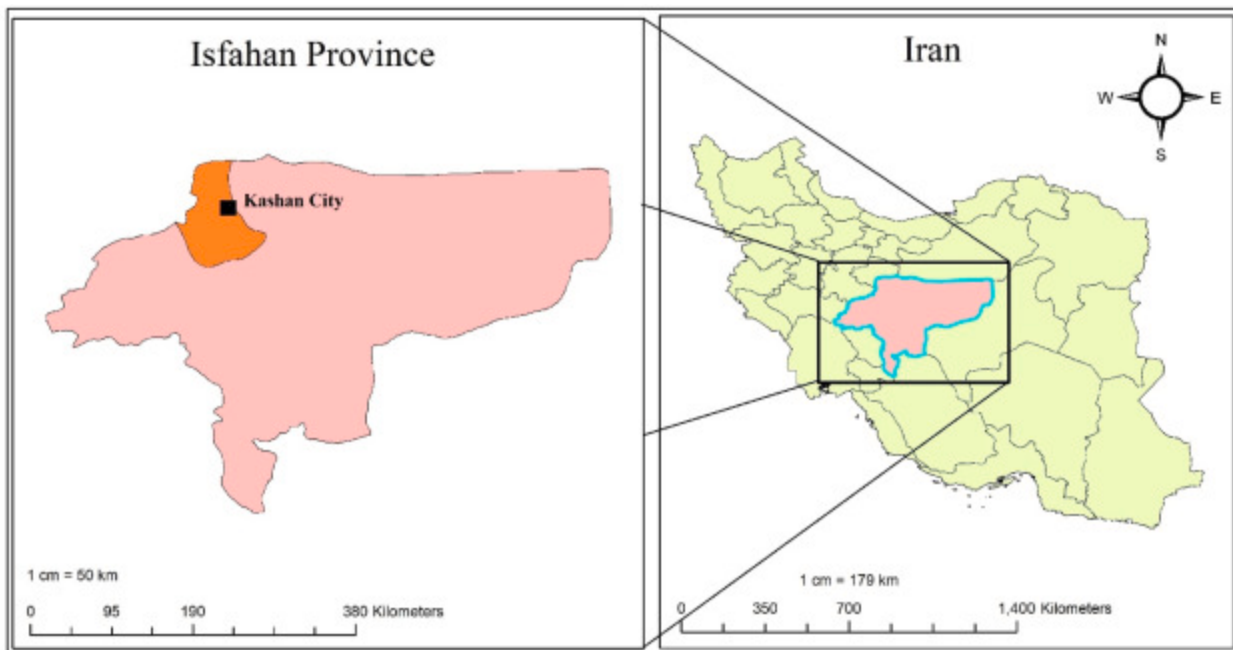 Isfahan Province
Kashan City
1 cm = 50 km
0 95 190 380 Kilometers
Iran
N
W E
S
1 cm = 179 km
0 350 700 1,400 Kilometers